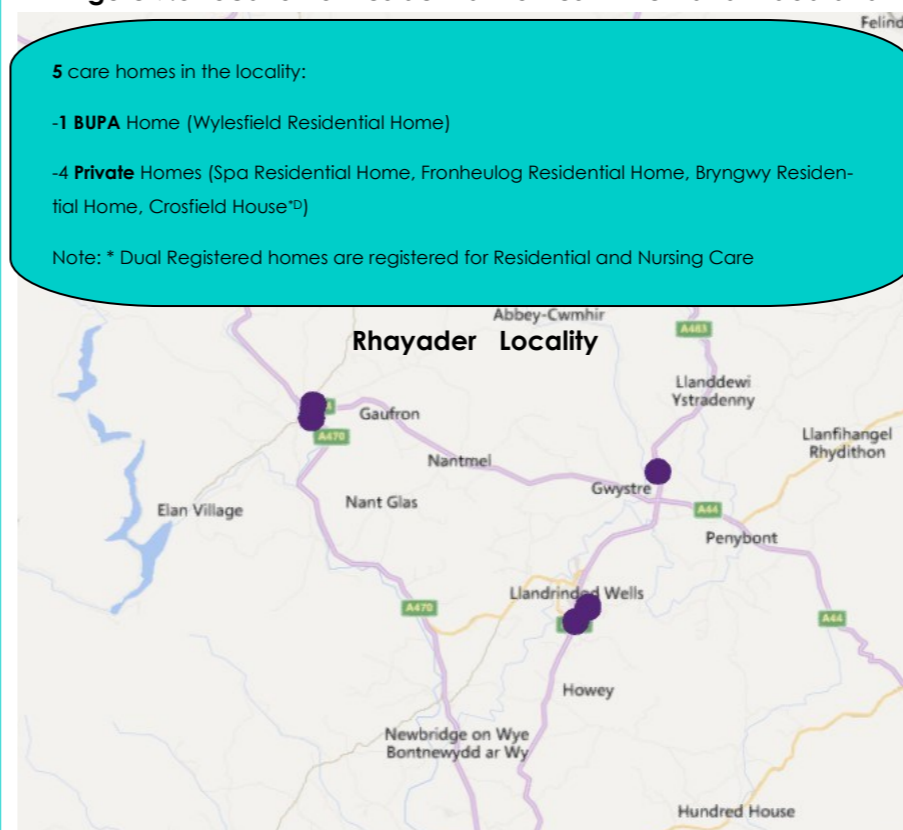 5 care homes in the locality:
-1 BUPA Home (Wylesfield Residential Home)
-4 Private Homes (Spa Residential Home, Fronheulog Residential Home, Bryngwy Residen-
tial Home, Crosfield House*D)
Note: * Dual Registered homes are registered for Residential and Nursing Care
Abbey-Cwmhir
A483
Rhayader Locality
Llanddewi
Ystradenny
Gaufron
A470
Llanfihangel
Rhydithon
Nantmel
Gwystre
Elan Village
Nant Glas
A44
Penybont
Llandrindod Wells
A470
A44
Howey
Newbridge on Wye
Bontnewydd ar Wy
Hundred House